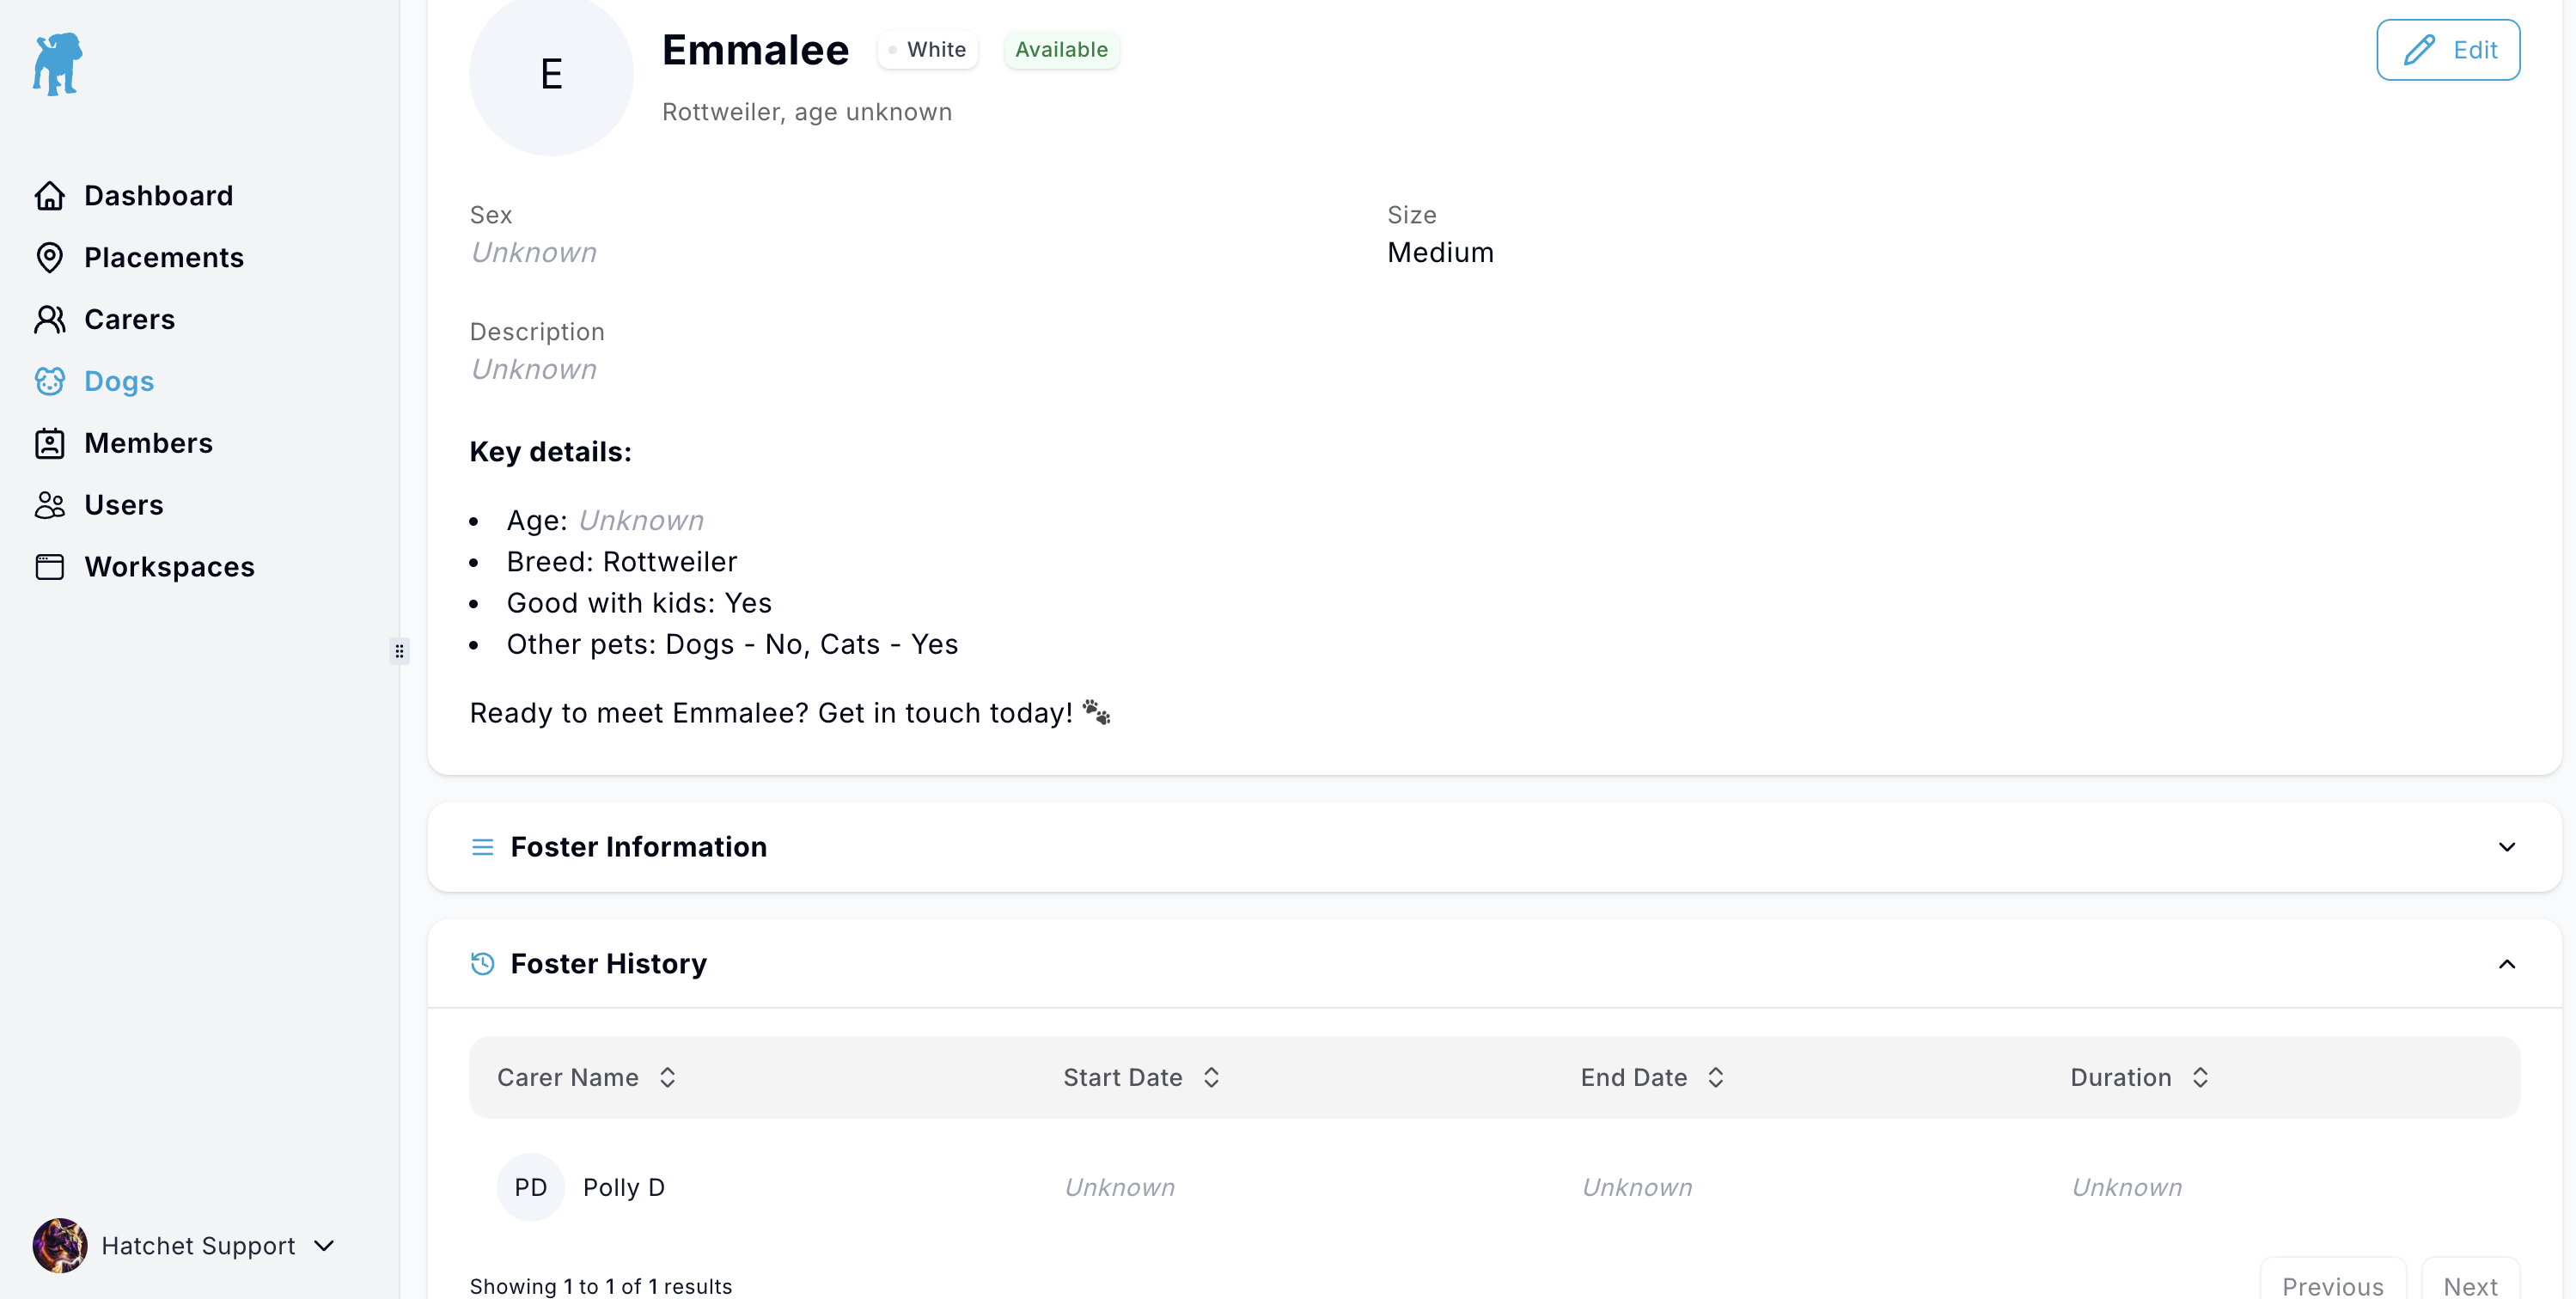 Dashboard
Placements
Carers
Dogs
Members
Users
Workspaces
Hatchet Support
E
Emmalee White Available
Edit
Rottweiler, age unknown
Sex
Unknown
Size
Medium
Description
Unknown
Key details:
• Age: Unknown
• Breed: Rottweiler
• Good with kids: Yes
• Other pets: Dogs - No, Cats - Yes
Ready to meet Emmalee? Get in touch today! 🐾
Foster Information
Foster History
Carer Name Start Date End Date Duration
PD Polly D Unknown Unknown Unknown
Showing 1 to 1 of 1 results
Previous Next